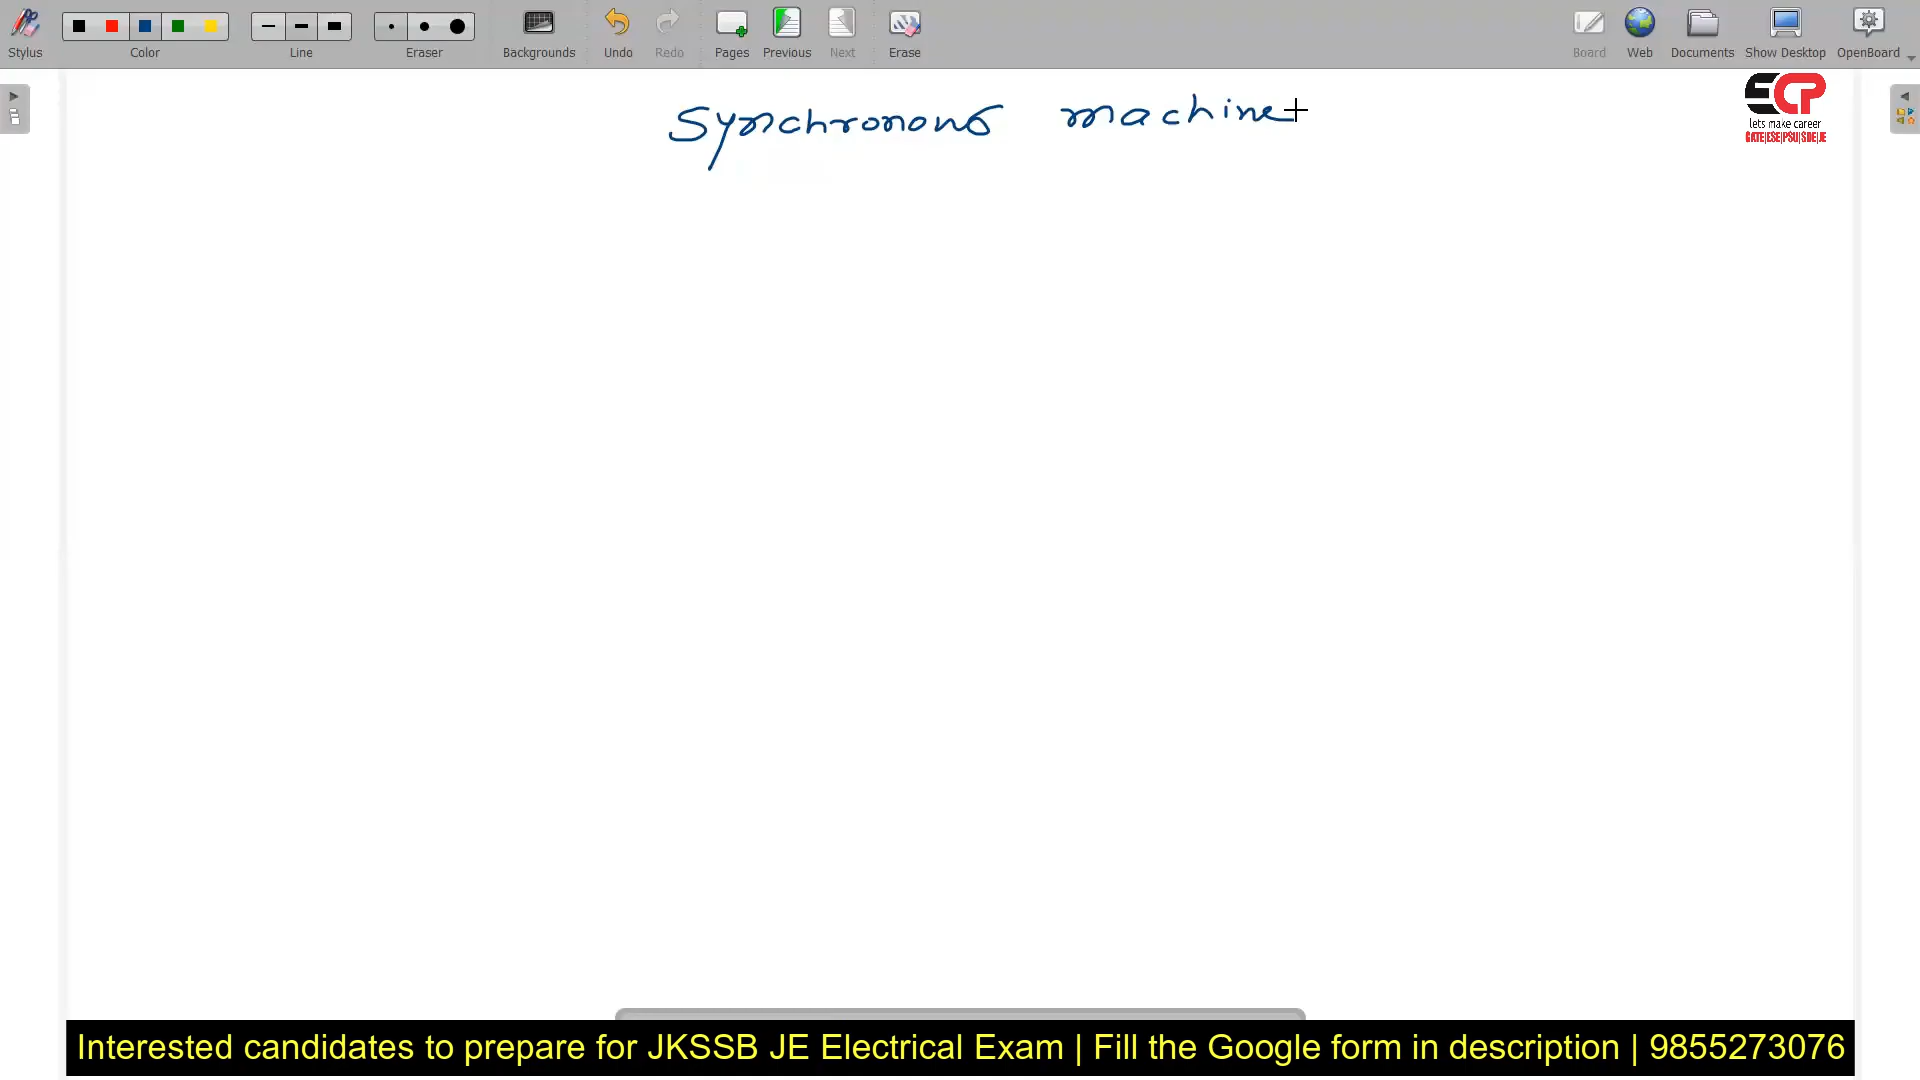 Stylus Color Line Eraser Backgrounds Undo Redo Pages Previous Next Erase Board Web Documents Show Desktop OpenBoard
Synchronous machine
ECP
lets make career
GATE|ESE|PSU|SDE|JE
Interested candidates to prepare for JKSSB JE Electrical Exam | Fill the Google form in description | 9855273076